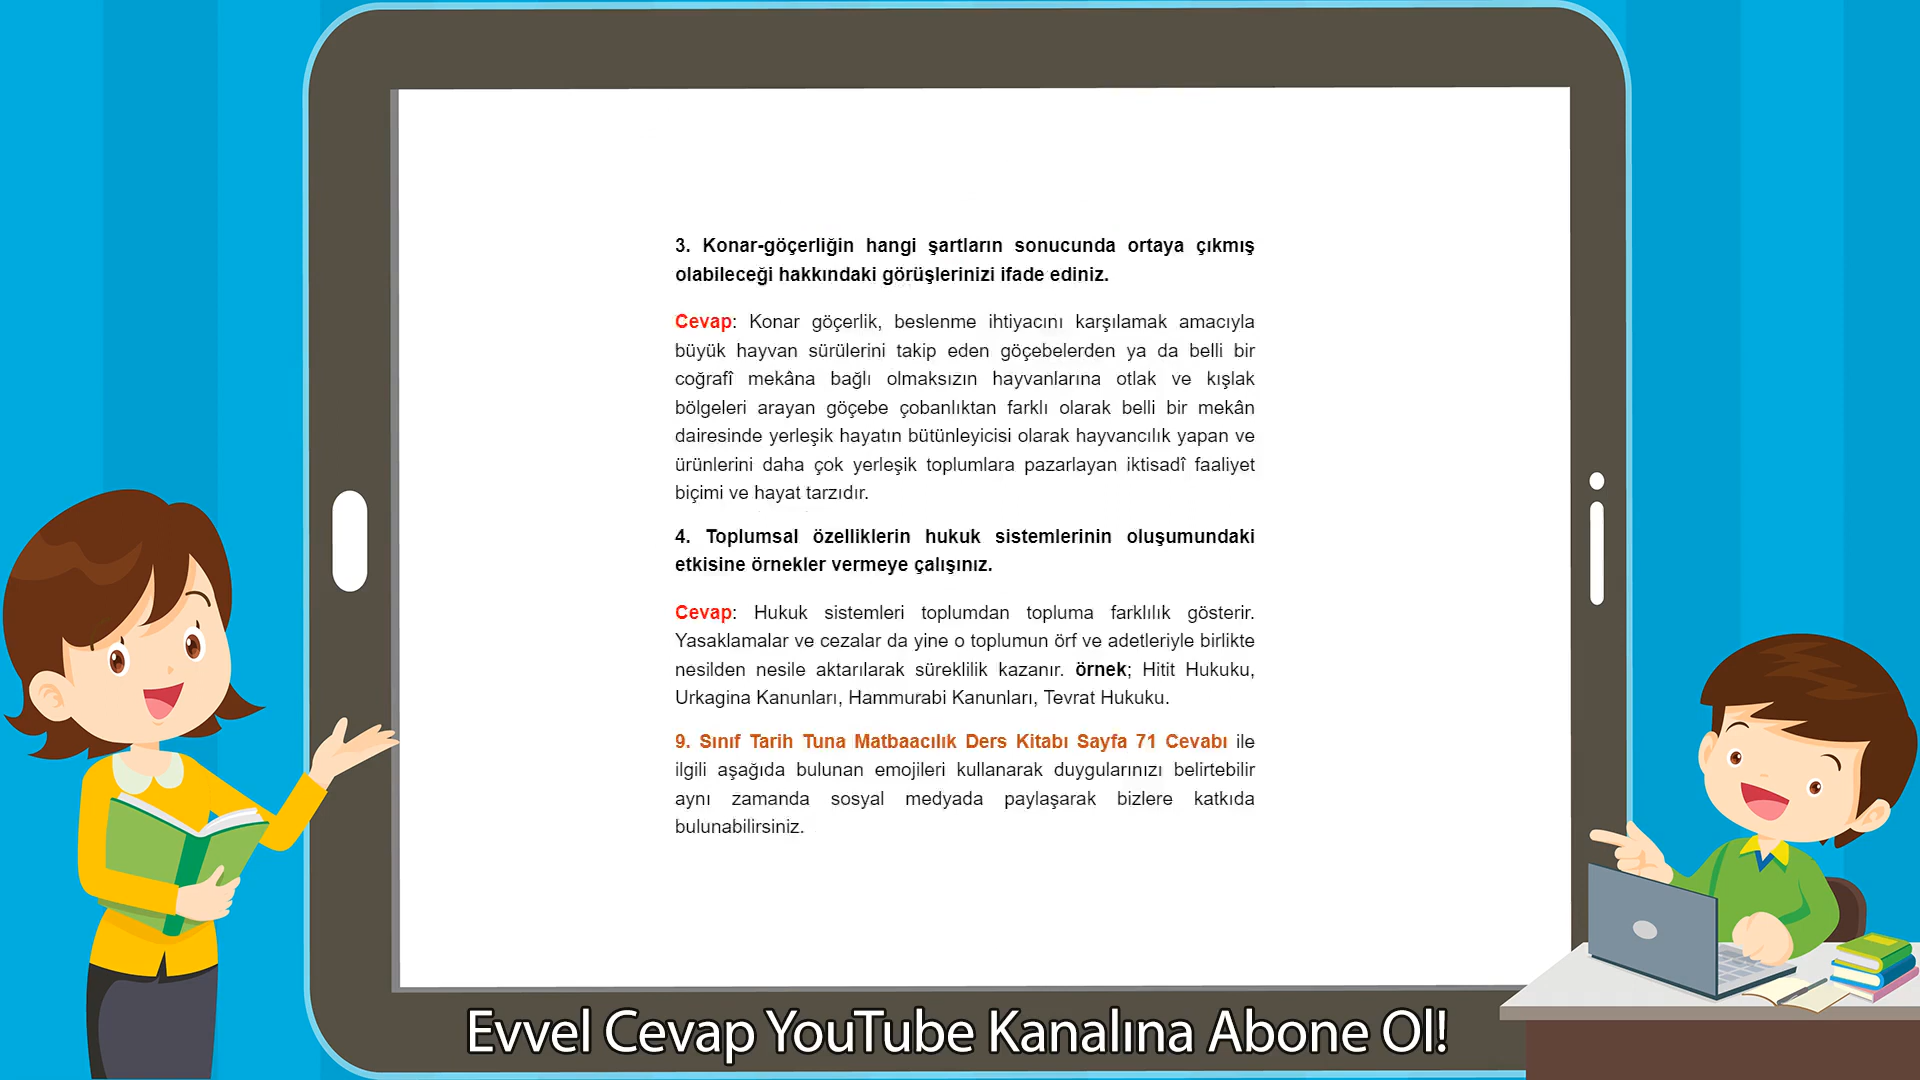 3. Konar-göçerliğin hangi şartların sonucunda ortaya çıkmış
olabileceği hakkındaki görüşlerinizi ifade ediniz.
Cevap: Konar göçerlik, beslenme ihtiyacını karşılamak amacıyla
büyük hayvan sürülerini takip eden göçebelerden ya da belli bir
coğrafî mekâna bağlı olmaksızın hayvanlarına otlak ve kışlak
bölgeleri arayan göçebe çobanlıktan farklı olarak belli bir mekân
dairesinde yerleşik hayatın bütünleyicisi olarak hayvancılık yapan ve
ürünlerini daha çok yerleşik toplumlara pazarlayan iktisadî faaliyet
biçimi ve hayat tarzıdır.
4. Toplumsal özelliklerin hukuk sistemlerinin oluşumundaki
etkisine örnekler vermeye çalışınız.
Cevap: Hukuk sistemleri toplumdan topluma farklılık gösterir.
Yasaklamalar ve cezalar da yine o toplumun örf ve adetleriyle birlikte
nesilden nesile aktarılarak süreklilik kazanır. örnek; Hitit Hukuku,
Urkagina Kanunları, Hammurabi Kanunları, Tevrat Hukuku.
9. Sınıf Tarih Tuna Matbaacılık Ders Kitabı Sayfa 71 Cevabı ile
ilgili aşağıda bulunan emojileri kullanarak duygularınızı belirtebilir
aynı zamanda sosyal medyada paylaşarak bizlere katkıda
bulunabilirsiniz.
Evvel Cevap YouTube Kanalına Abone Ol!